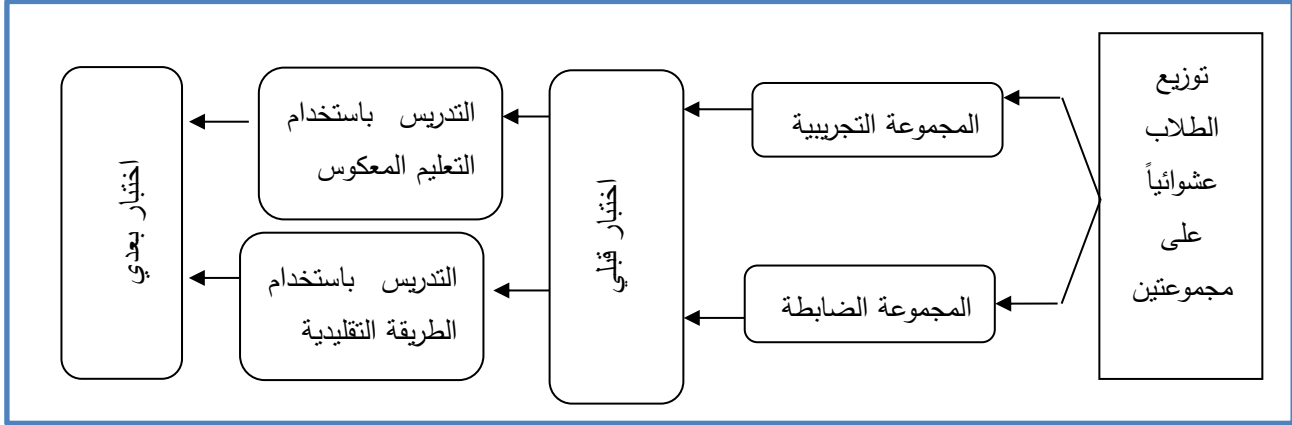 توزيع
الطلاب
عشوائياً
على
مجموعتين
المجموعة التجريبية
المجموعة الضابطة
اختبار قبلي
التدريس باستخدام
التعليم المعكوس
التدريس باستخدام
الطريقة التقليدية
اختبار بعدي